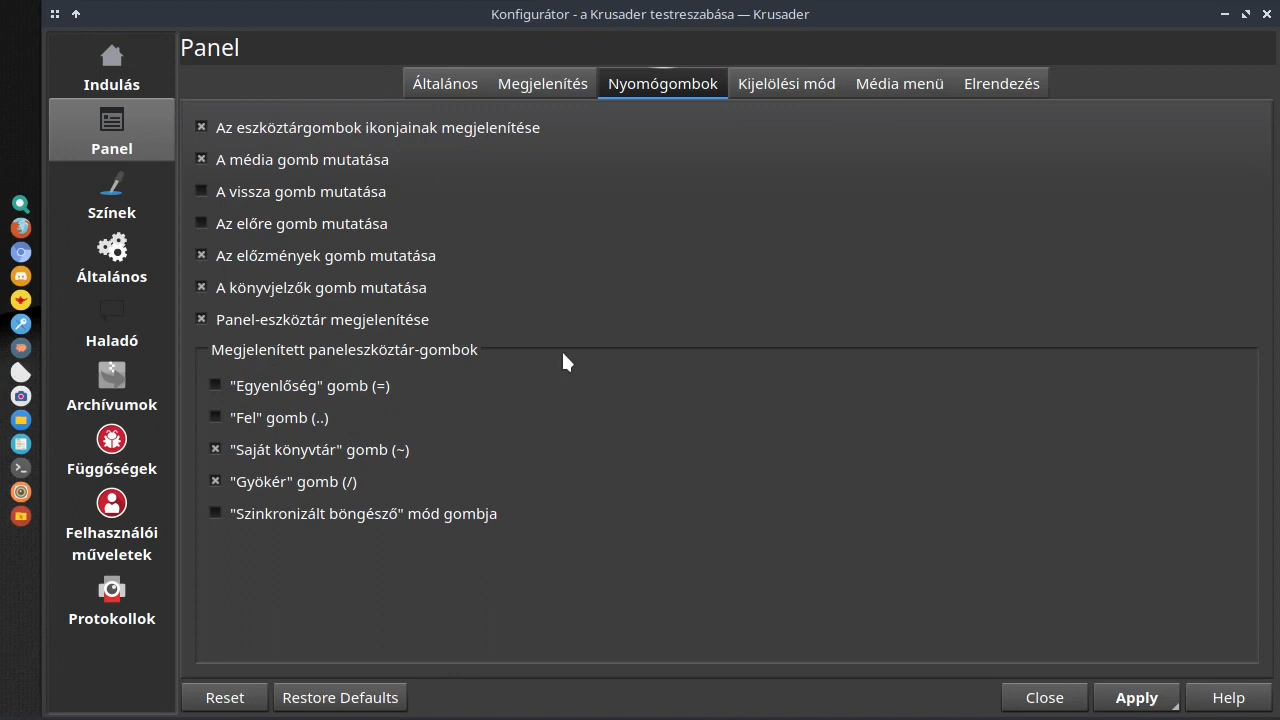 Konfigurátor - a Krusader testreszabása — Krusader
Indulás
Panel
Színek
Általános
Haladó
Archívumok
Függőségek
Felhasználói
műveletek
Protokollok
Panel
Általános
Megjelenítés
Nyomógombok
Kijelölési mód
Média menü
Elrendezés
Az eszköztárgombok ikonjainak megjelenítése
A média gomb mutatása
A vissza gomb mutatása
Az előre gomb mutatása
Az előzmények gomb mutatása
A könyvjelzők gomb mutatása
Panel-eszköztár megjelenítése
Megjelenített paneleszköztár-gombok
"Egyenlőség" gomb (=)
"Fel" gomb (..)
"Saját könyvtár" gomb (~)
"Gyökér" gomb (/)
"Szinkronizált böngésző" mód gombja
Reset
Restore Defaults
Close
Apply
Help